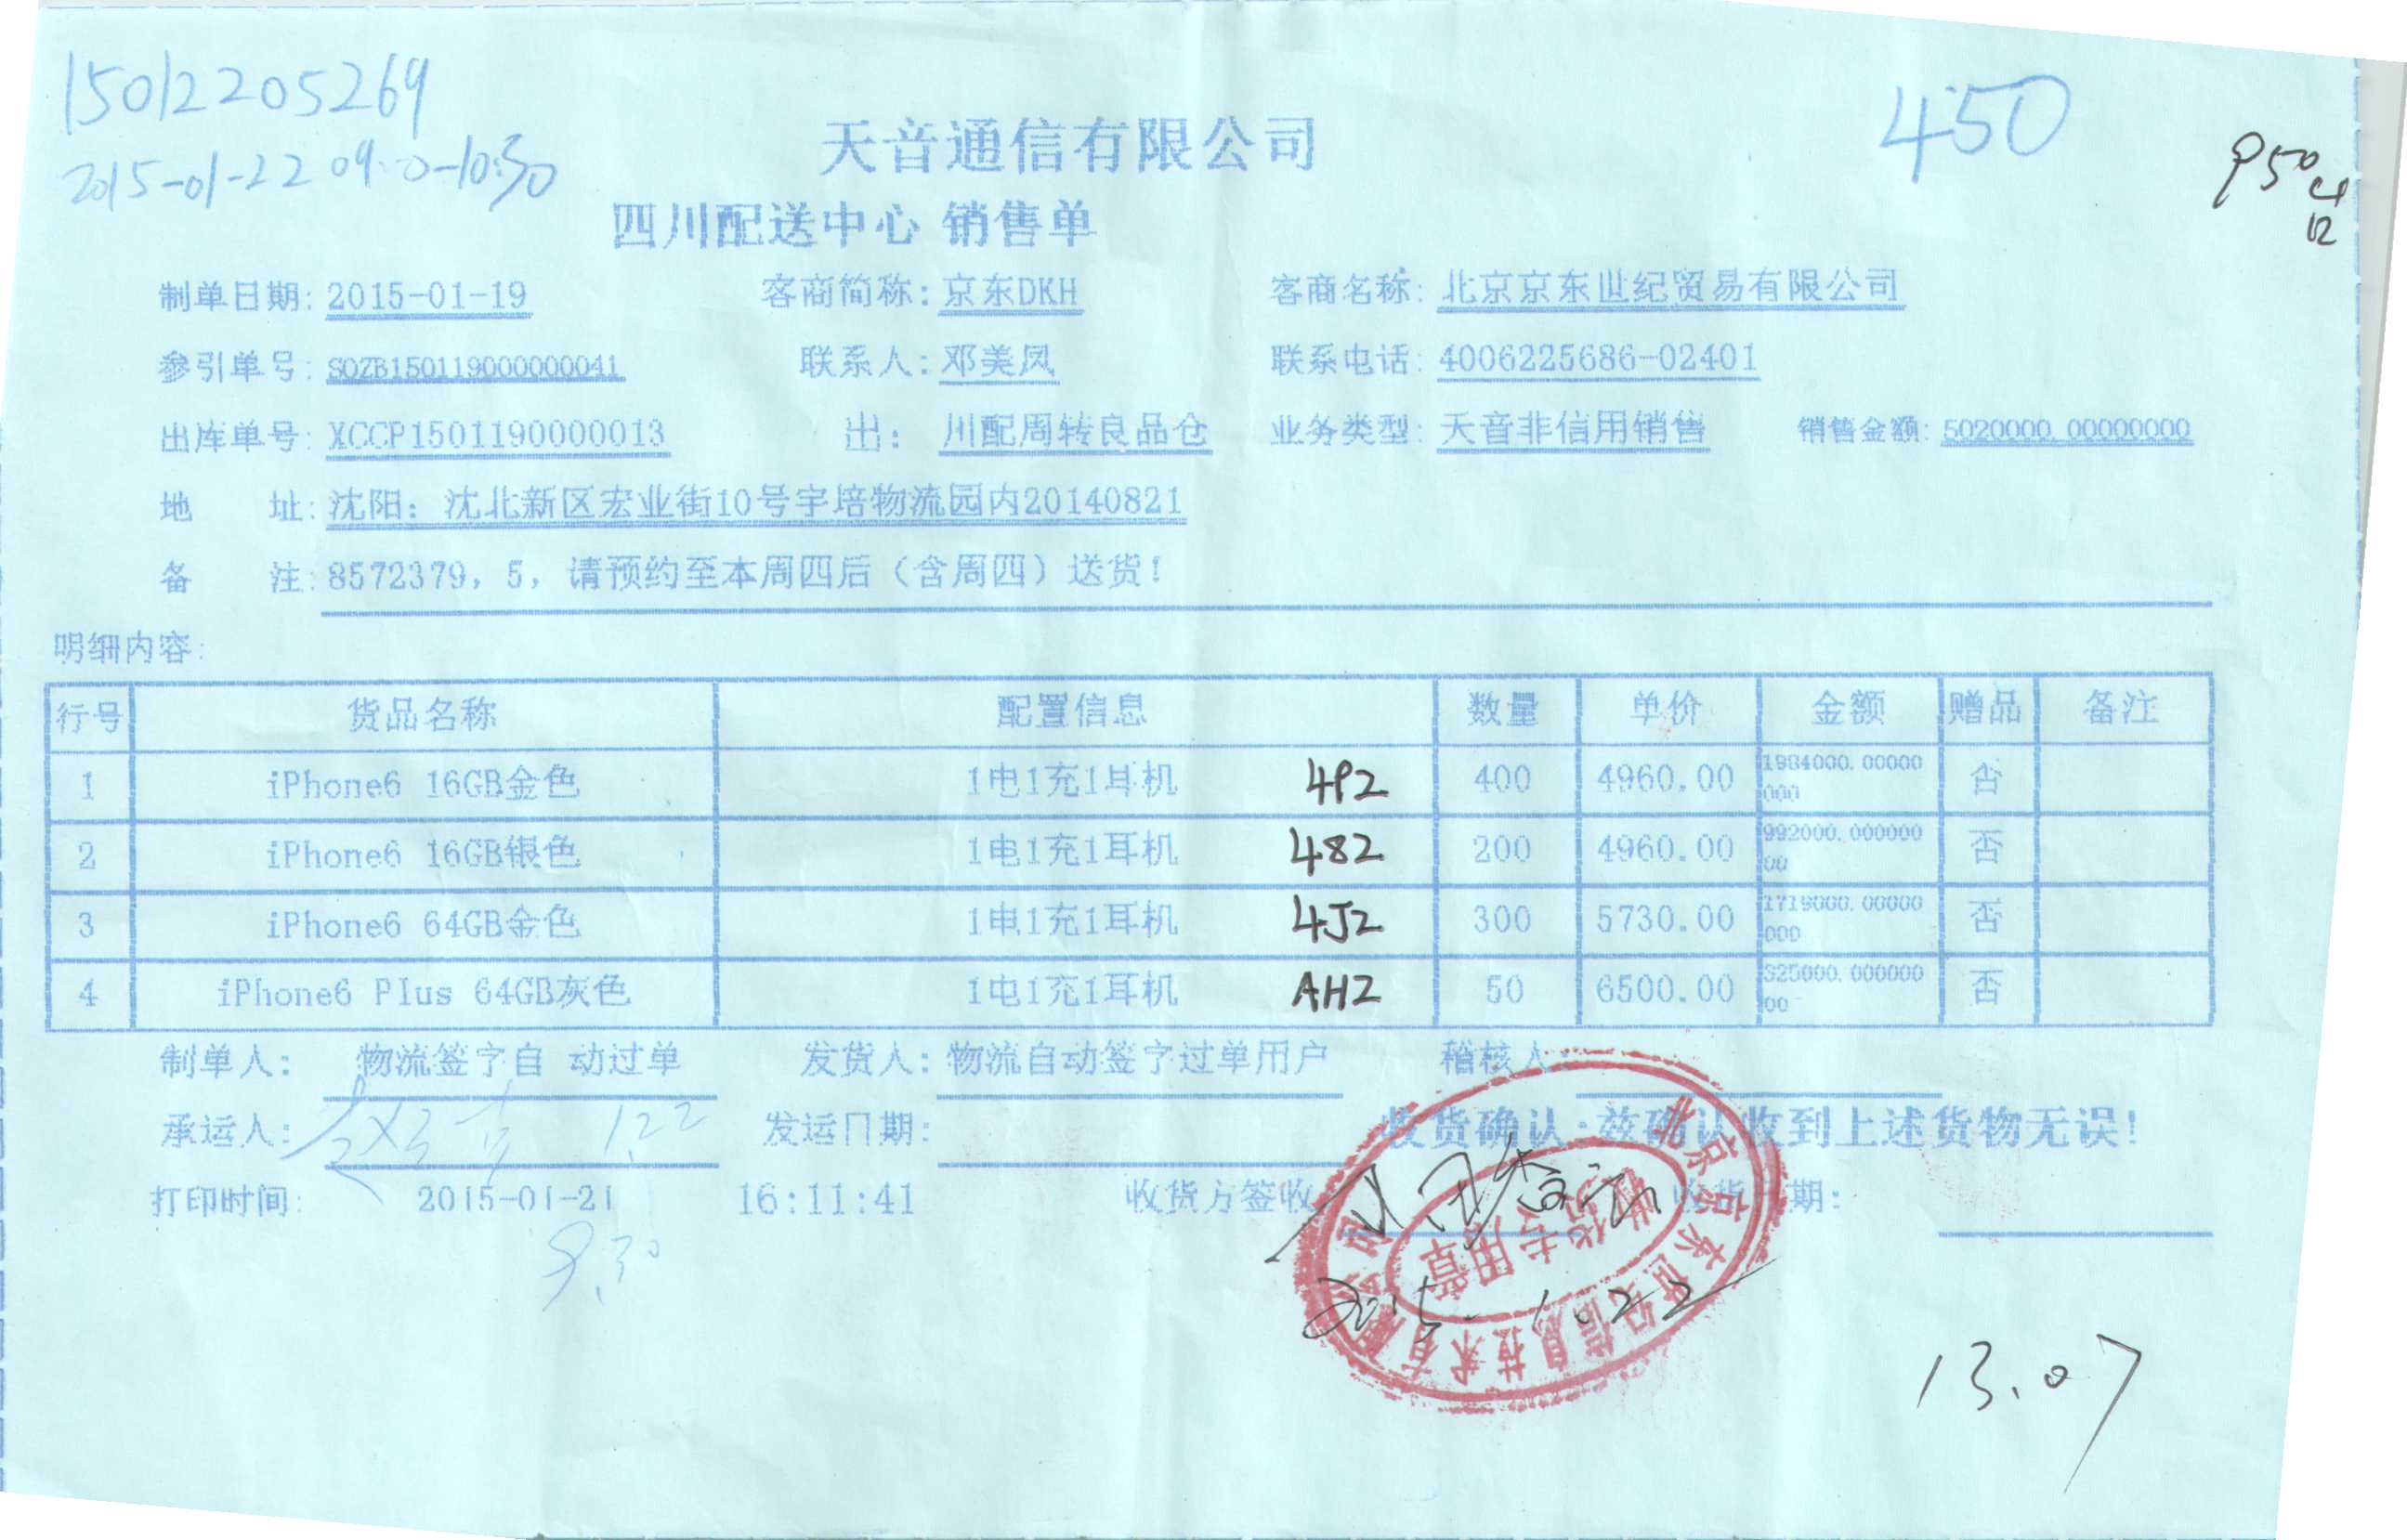 15012205269
450
2015-01-22 09:0-10:30
950
12
天音通信有限公司
四川配送中心 销售单
制单日期: 2015-01-19 客商简称: 京东DKH 客商名称: 北京京东世纪贸易有限公司
参引单号: SOZB150119000000041 联系人: 邓美凤 联系电话: 4006225686-02401
出库单号: XCCP1501190000013 出: 川配周转良品仓 业务类型: 天音非信用销售 销售金额: 5020000.00000000
地 址: 沈阳: 沈北新区宏业街10号宇培物流园内20140821
备 注: 8572379, 5, 请预约至本周四后（含周四）送货!
明细内容:
行号 货品名称 配置信息 数量 单价 金额 赠品 备注
1 iPhone6 16GB金色 1电1充1耳机 4P2 400 4960.00 1984000.00000000 否
2 iPhone6 16GB银色 1电1充1耳机 482 200 4960.00 992000.00000000 否
3 iPhone6 64GB金色 1电1充1耳机 4J2 300 5730.00 1719000.00000000 否
4 iPhone6 Plus 64GB灰色 1电1充1耳机 AH2 50 6500.00 325000.00000000 否
制单人: 物流签字自 动过单 发货人: 物流自动签字过单用户 稽核人:
承运人: 1.22 发运日期: 收货确认:兹确认收到上述货物无误!
打印时间: 2015-01-21 16:11:41 收货方签收 收货日期:
9.30
2015.1.22
13.07